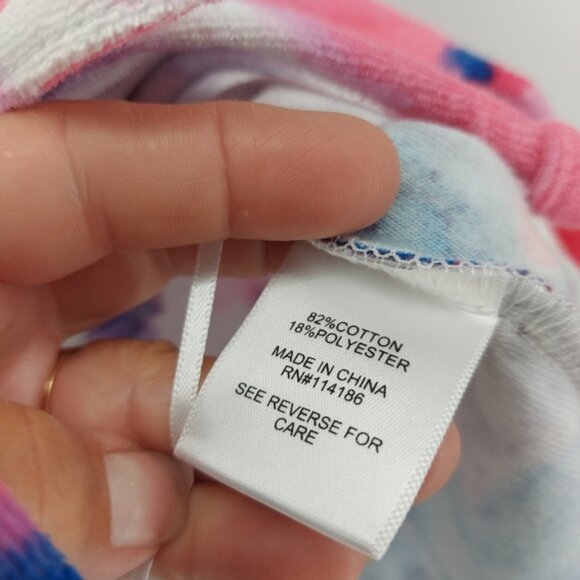 82%COTTON
18%POLYESTER
MADE IN CHINA
RN#114186
SEE REVERSE FOR
CARE